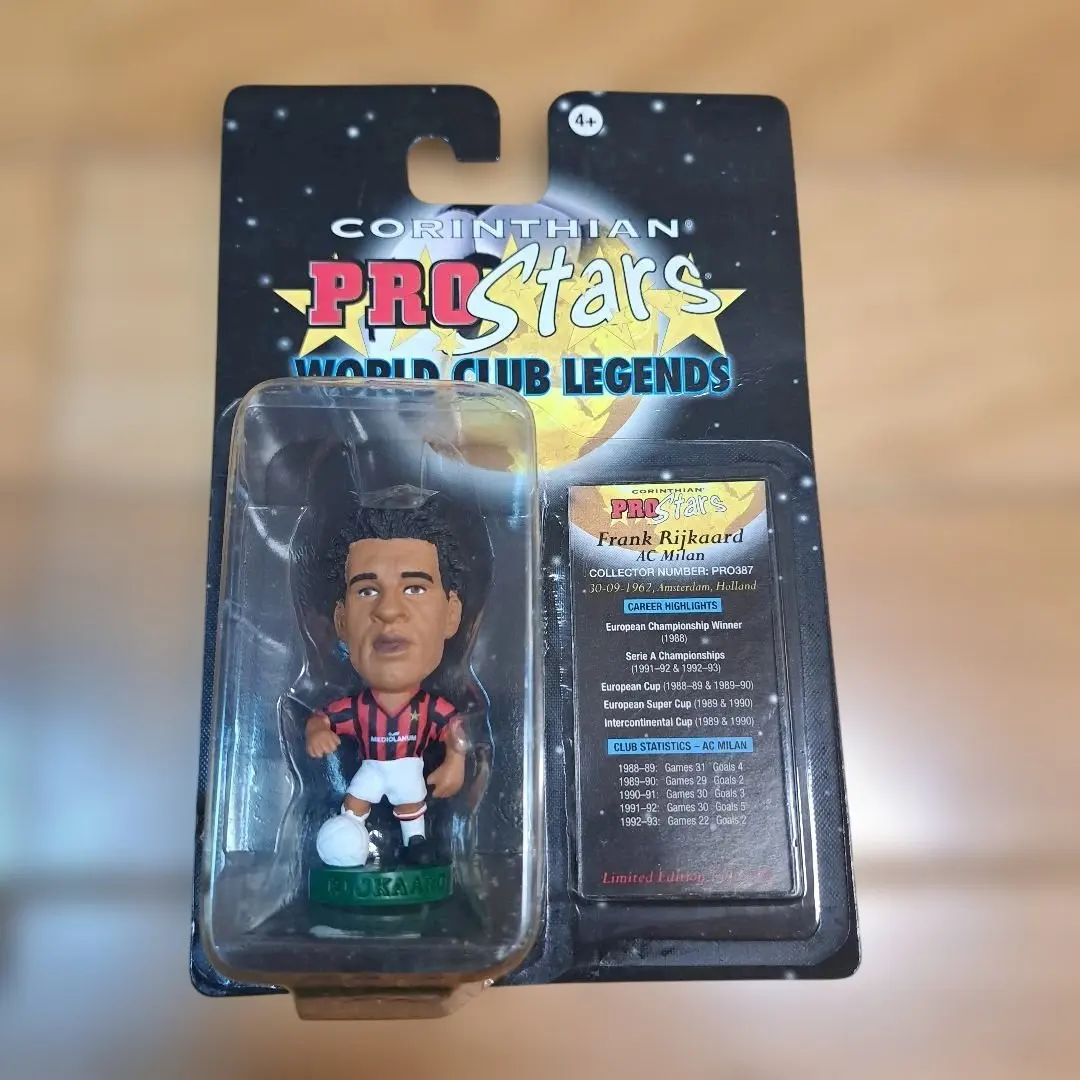 4+
CORINTHIAN®
PRO Stars
WORLD CLUB LEGENDS
CORINTHIAN
PRO Stars
Frank Rijkaard
AC Milan
COLLECTOR NUMBER: PRO387
30-09-1962, Amsterdam, Holland
CAREER HIGHLIGHTS
European Championship Winner
(1988)
Serie A Championships
(1991–92 & 1992–93)
European Cup (1988–89 & 1989–90)
European Super Cup (1989 & 1990)
Intercontinental Cup (1989 & 1990)
CLUB STATISTICS – AC MILAN
1988–89: Games 31 Goals 4
1989–90: Games 29 Goals 2
1990–91: Games 30 Goals 3
1991–92: Games 30 Goals 5
1992–93: Games 22 Goals 2
Limited Edition
MEDIOLANUM
RIJKAARD